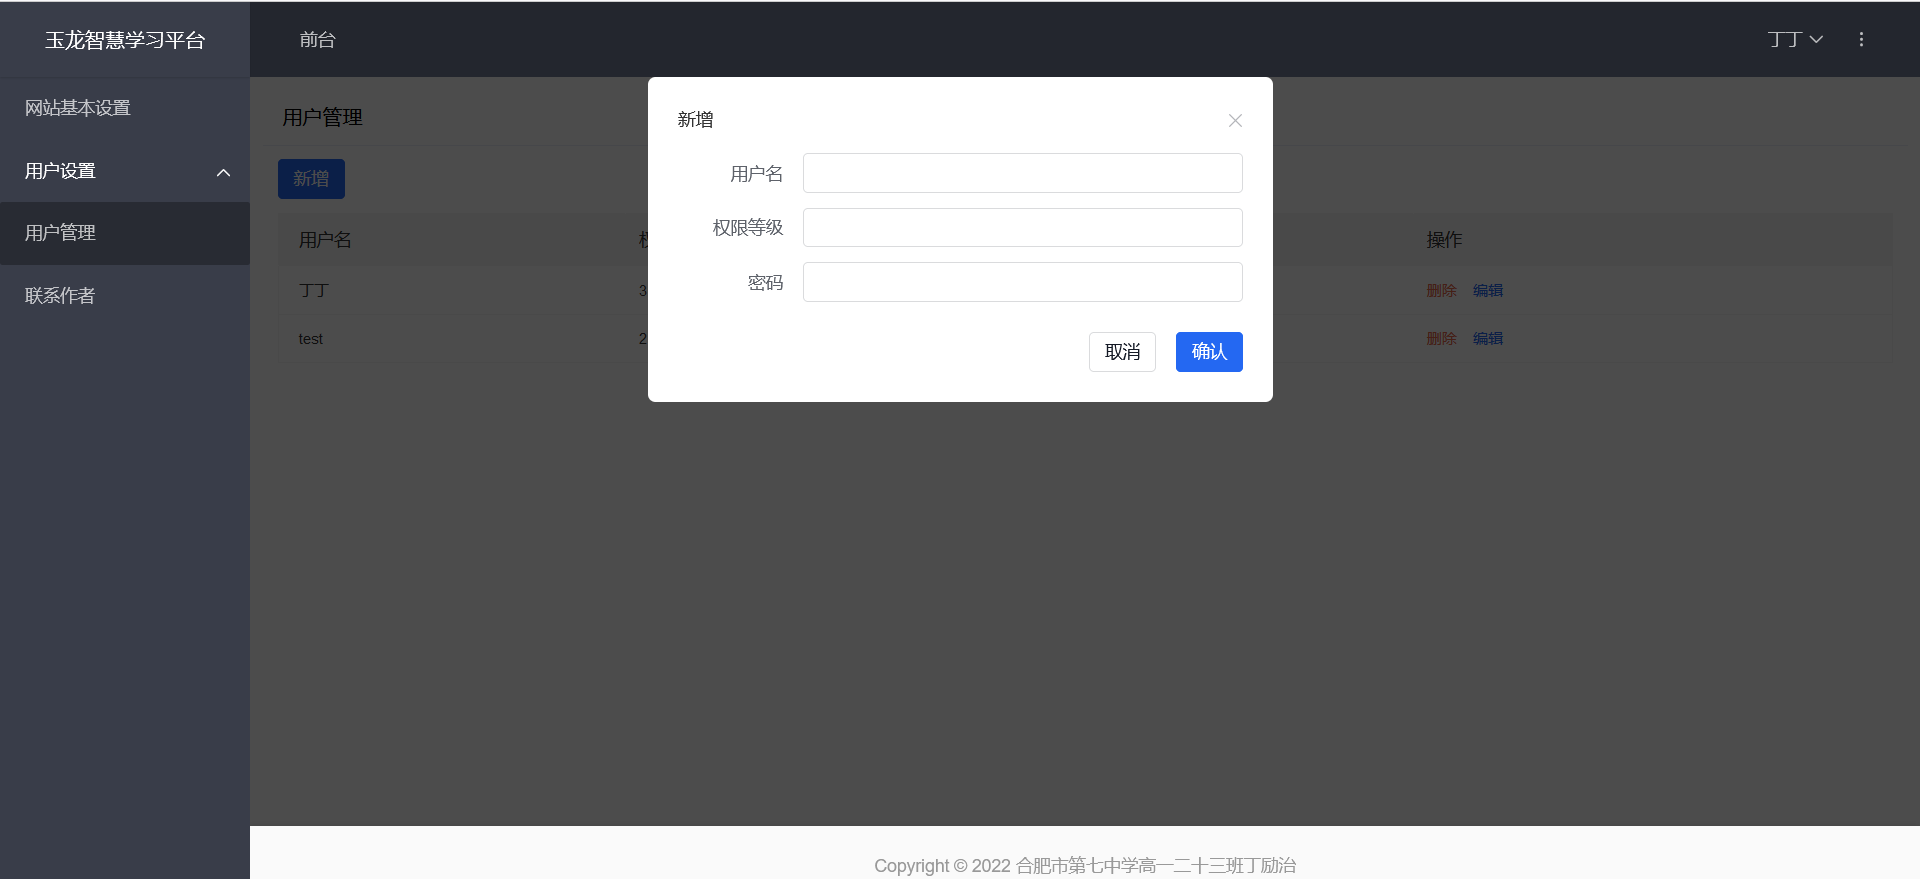 玉龙智慧学习平台
前台
丁丁
网站基本设置
用户设置
用户管理
联系作者
用户管理
新增
用户名
操作
丁丁
3
删除 编辑
test
2
删除 编辑
新增
用户名
权限等级
密码
取消
确认
Copyright © 2022 合肥市第七中学高一二十三班丁励治